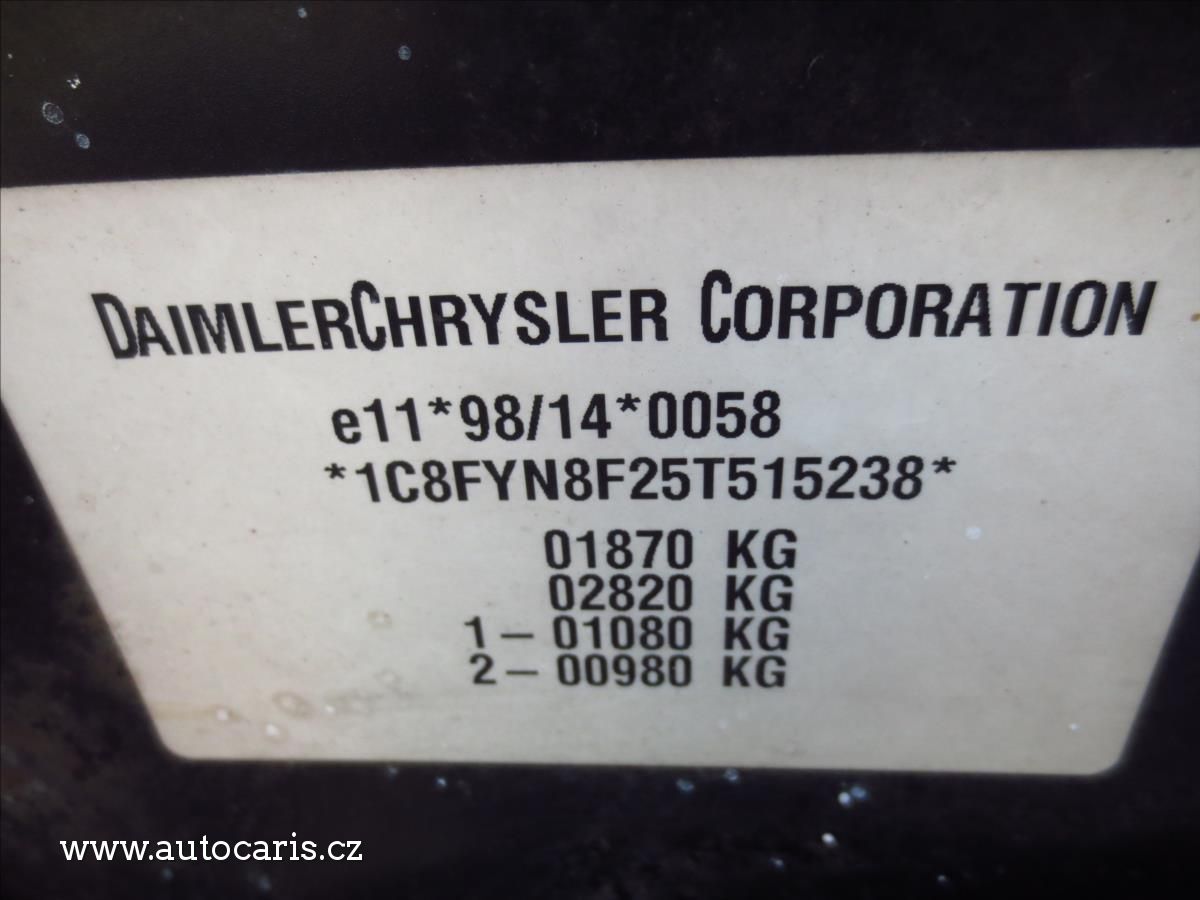 DAIMLERCHRYSLER CORPORATION
e11*98/14*0058
*1C8FYN8F25T515238*
01870 KG
02820 KG
1– 01080 KG
2– 00980 KG
www.autocaris.cz